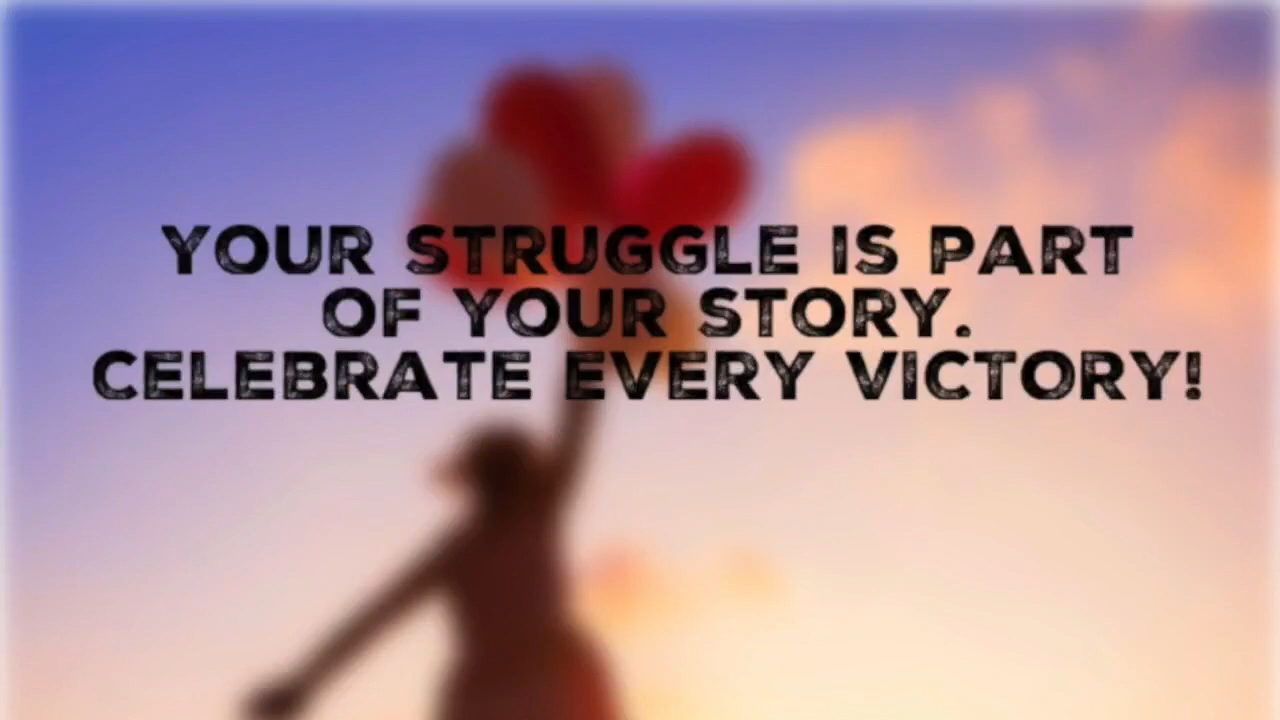 YOUR STRUGGLE IS PART
OF YOUR STORY.
CELEBRATE EVERY VICTORY!